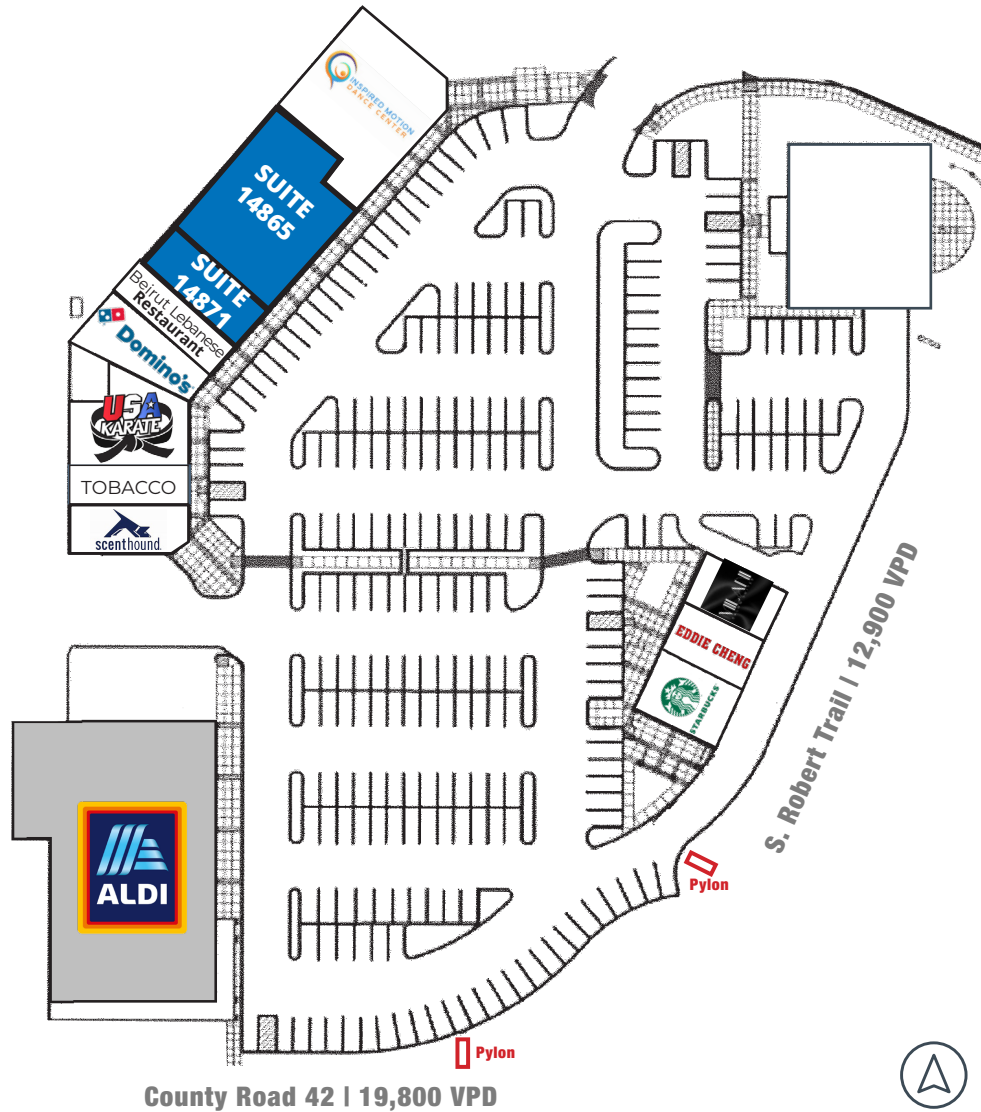 INSPIRED MOTION
DANCE CENTER
SUITE
14865
SUITE
14871
Beirut Lebanese
Restaurant
Domino's
USA
KARATE
TOBACCO
scenthound
EDDIE CHENG
STARBUCKS
S. Robert Trail | 12,900 VPD
ALDI
Pylon
Pylon
County Road 42 | 19,800 VPD